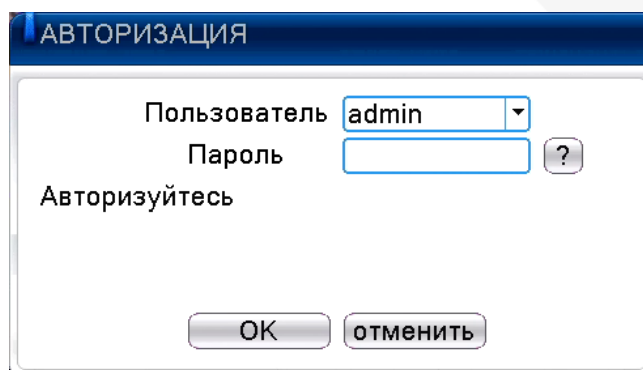 АВТОРИЗАЦИЯ
Пользователь admin
Пароль ?
Авторизуйтесь
OK отменить